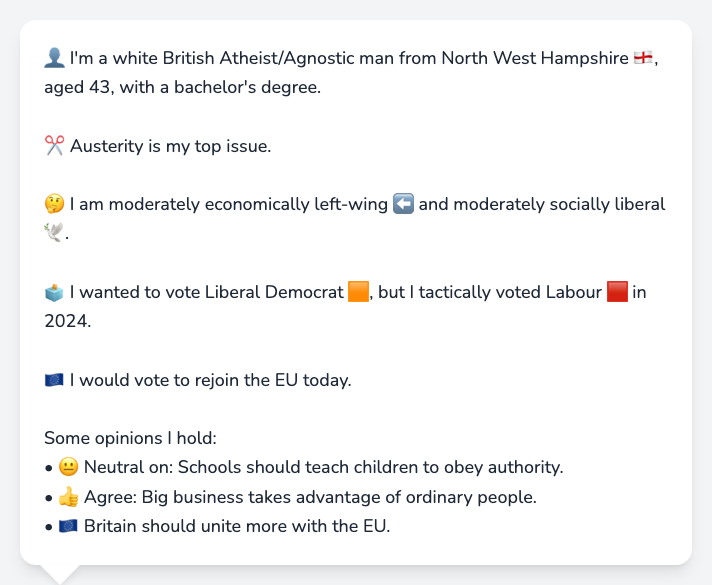 👤 I'm a white British Atheist/Agnostic man from North West Hampshire 🏴󠁧󠁢󠁥󠁮󠁧󠁿,
aged 43, with a bachelor's degree.
✂️ Austerity is my top issue.
🤔 I am moderately economically left-wing ⬅️ and moderately socially liberal
🕊️.
🗳️ I wanted to vote Liberal Democrat 🟧, but I tactically voted Labour 🟥 in
2024.
🇪🇺 I would vote to rejoin the EU today.
Some opinions I hold:
• 😐 Neutral on: Schools should teach children to obey authority.
• 👍 Agree: Big business takes advantage of ordinary people.
• 🇪🇺 Britain should unite more with the EU.